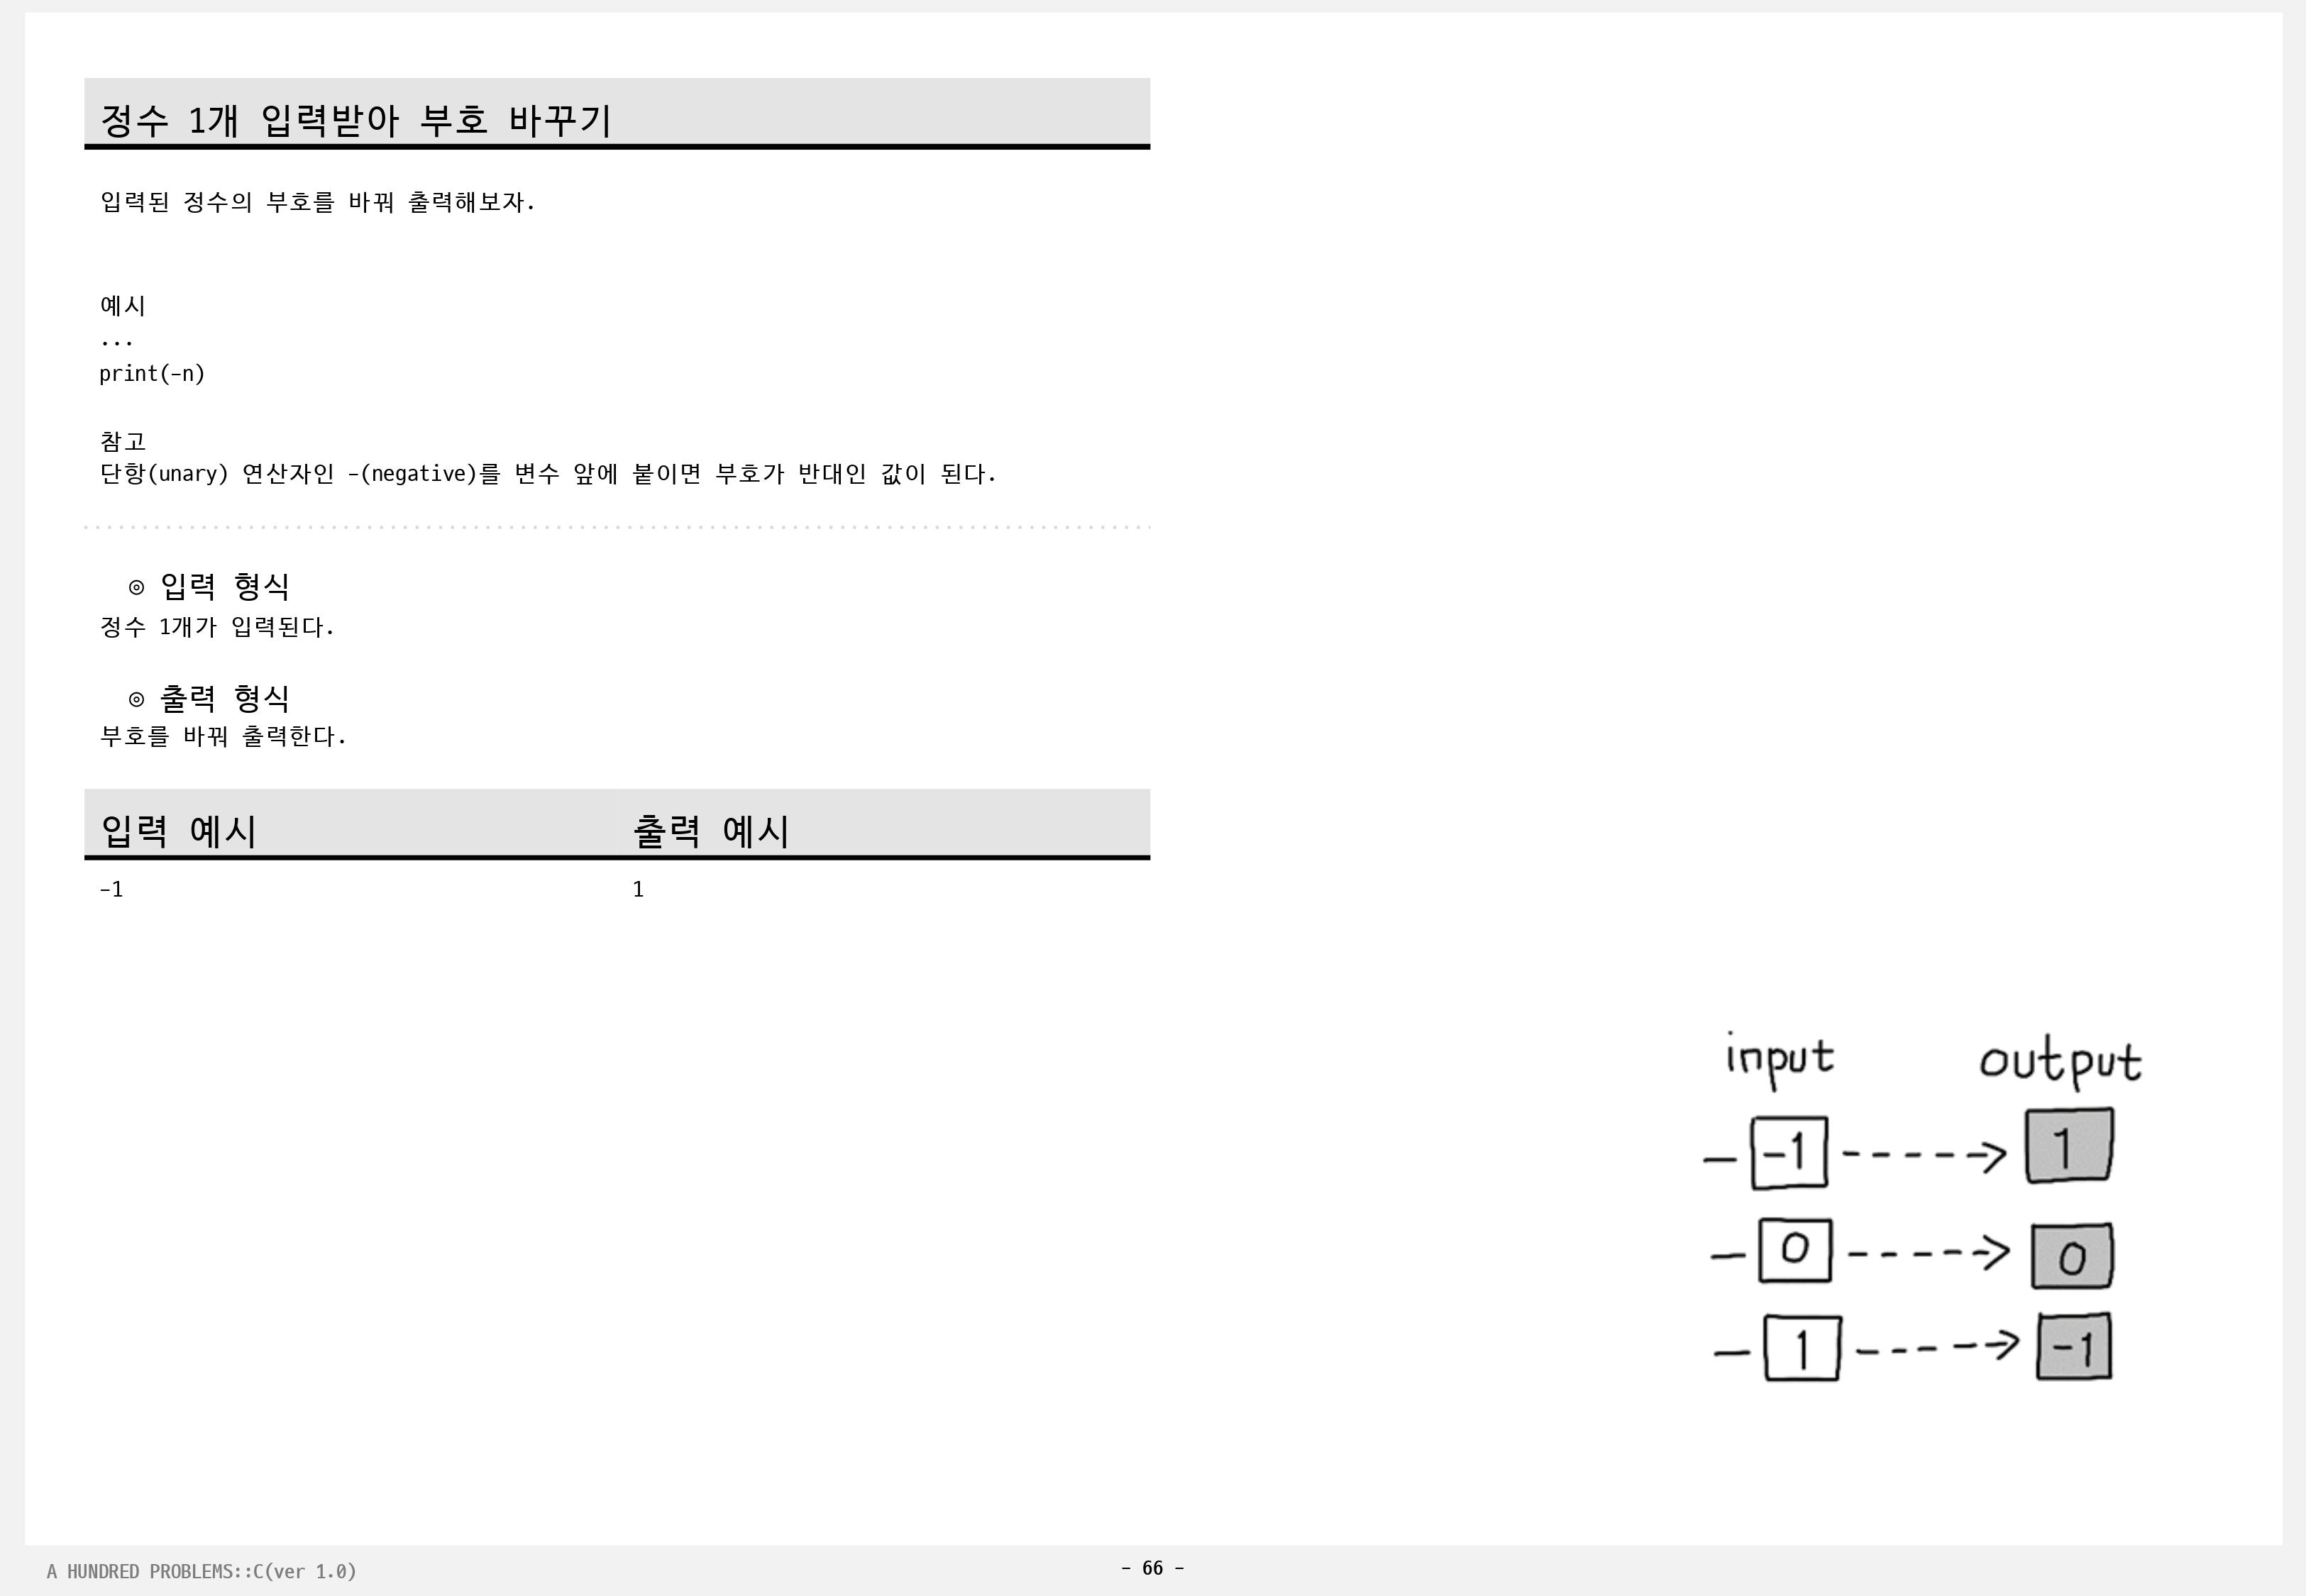 정수 1개 입력받아 부호 바꾸기
입력된 정수의 부호를 바꿔 출력해보자.
예시
...
print(-n)
참고
단항(unary) 연산자인 -(negative)를 변수 앞에 붙이면 부호가 반대인 값이 된다.
◎ 입력 형식
정수 1개가 입력된다.
◎ 출력 형식
부호를 바꿔 출력한다.
입력 예시 출력 예시
-1 1
input output
- -1 -----> 1
- 0 -----> 0
- 1 -----> -1
A HUNDRED PROBLEMS::C(ver 1.0) - 66 -